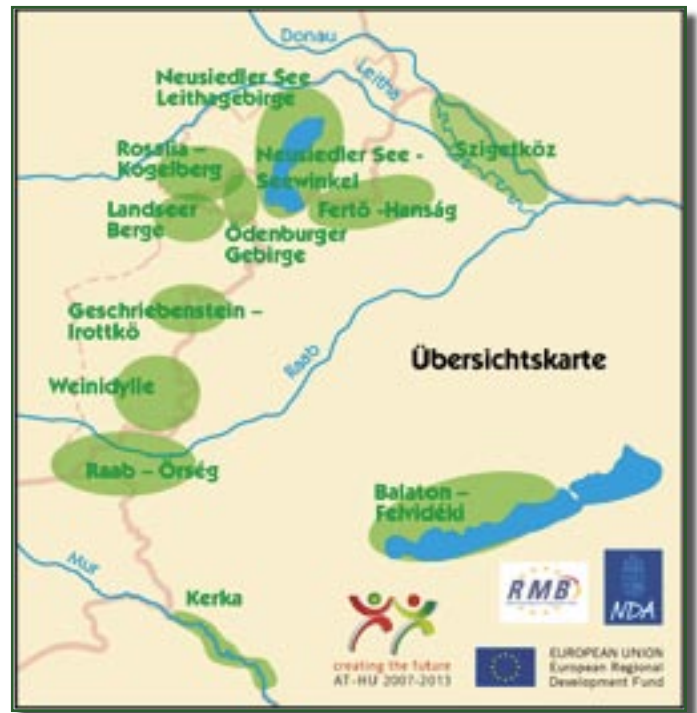 Donau
Leitha
Neusiedler See
Leithagebirge
Rosalia –
Kogelberg
Neusiedler See -
Seewinkel
Szigetköz
Landseer
Berge
Fertő -Hanság
Ödenburger
Gebirge
Geschriebenstein –
Irottkö
Raab
Übersichtskarte
Weinidylle
Raab – Őrség
Balaton –
Felvidéki
Mur
Kerka
RMB
NDA
creating the future
AT-HU 2007-2013
EUROPEAN UNION
European Regional
Development Fund